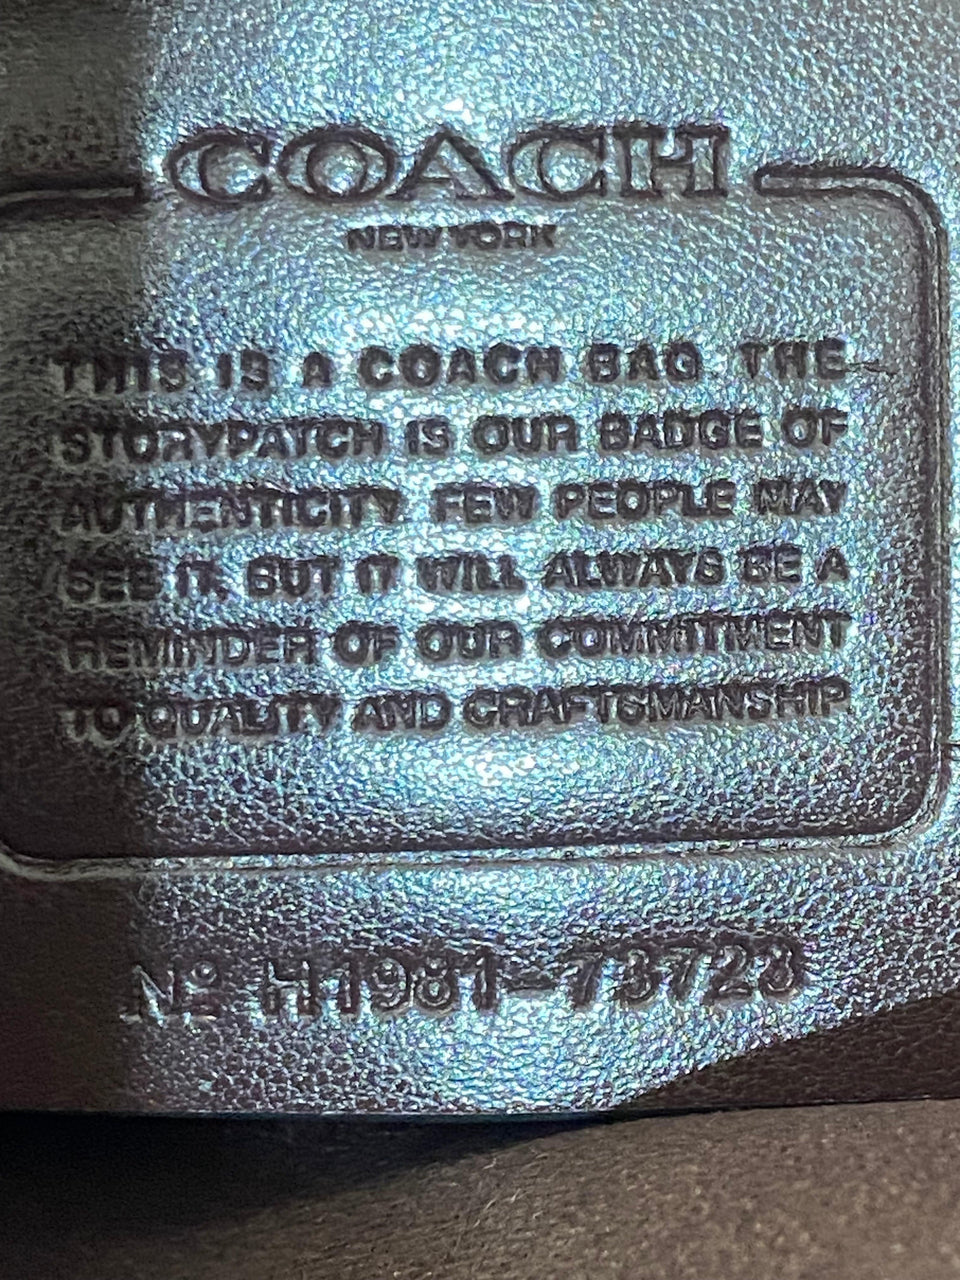 COACH
NEW YORK
THIS IS A COACH BAG. THE
STORYPATCH IS OUR BADGE OF
AUTHENTICITY. FEW PEOPLE MAY
SEE IT, BUT IT WILL ALWAYS BE A
REMINDER OF OUR COMMITMENT
TO QUALITY AND CRAFTSMANSHIP
Nº H1981-73723